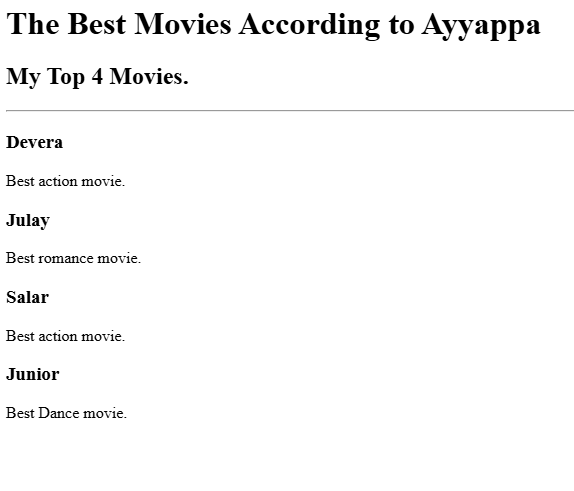 The Best Movies According to Ayyappa
My Top 4 Movies.
Devera
Best action movie.
Julay
Best romance movie.
Salar
Best action movie.
Junior
Best Dance movie.